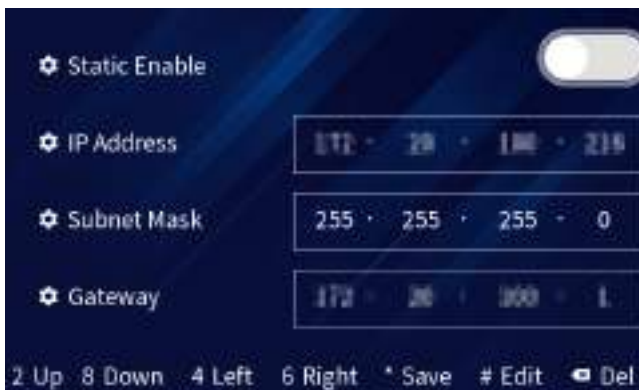 Static Enable
IP Address
Subnet Mask 255 · 255 · 255 · 0
Gateway
2 Up 8 Down 4 Left 6 Right * Save # Edit Del